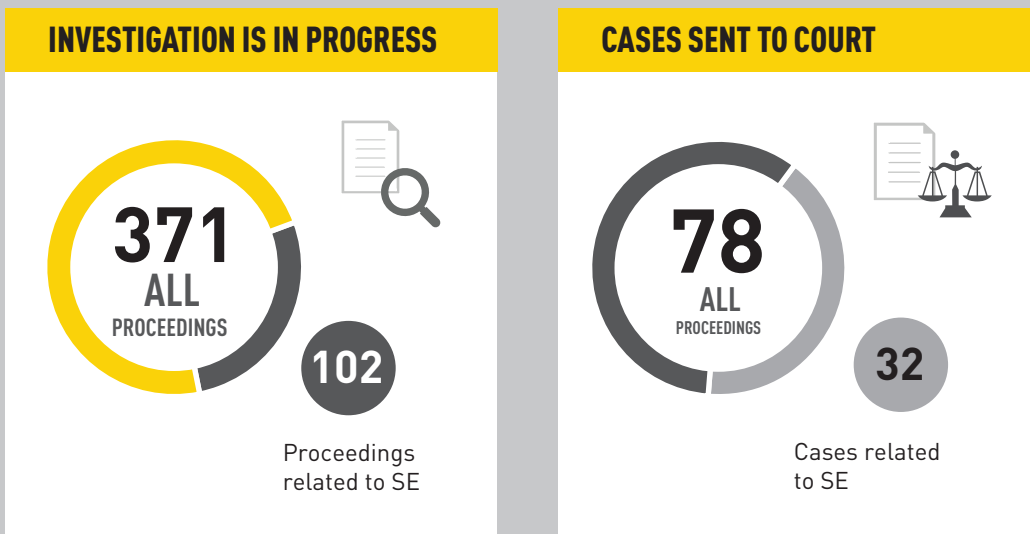 INVESTIGATION IS IN PROGRESS
371
ALL
PROCEEDINGS
102
Proceedings
related to SE
CASES SENT TO COURT
78
ALL
PROCEEDINGS
32
Cases related
to SE